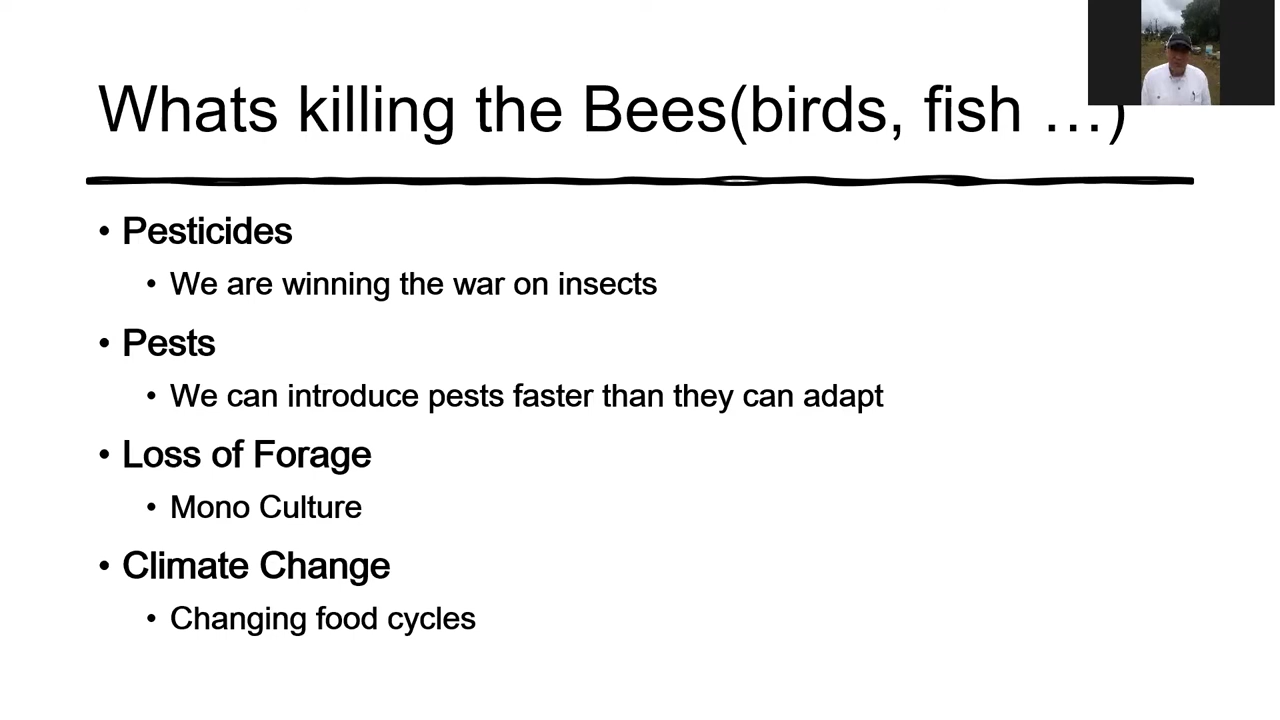 Whats killing the Bees(birds, fish ...)
• Pesticides
• We are winning the war on insects
• Pests
• We can introduce pests faster than they can adapt
• Loss of Forage
• Mono Culture
• Climate Change
• Changing food cycles